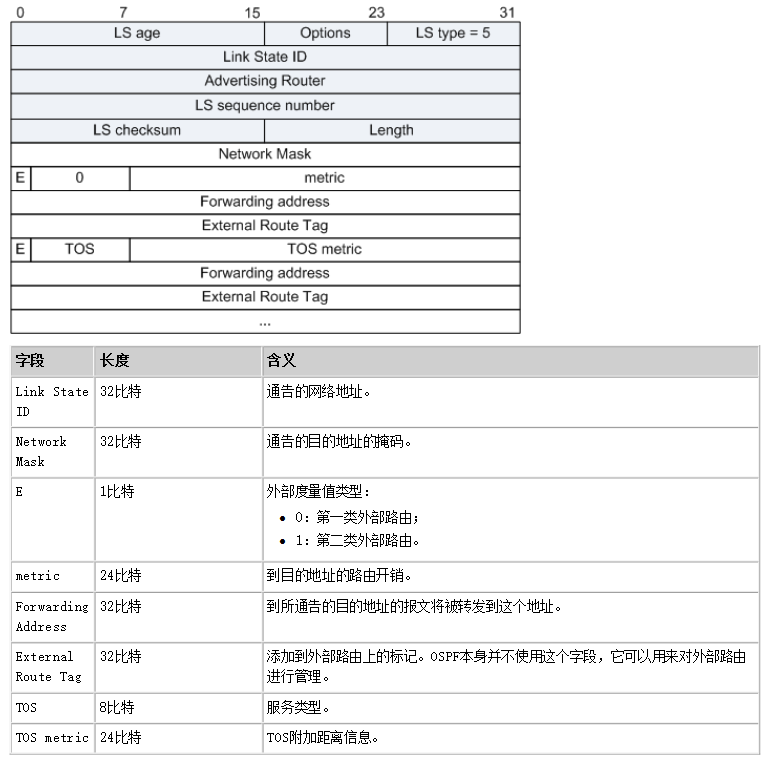 0 7 15 23 31
LS age Options LS type = 5
Link State ID
Advertising Router
LS sequence number
LS checksum Length
Network Mask
E 0 metric
Forwarding address
External Route Tag
E TOS TOS metric
Forwarding address
External Route Tag
...
字段 长度 含义
Link State 32比特 通告的网络地址。
ID
Network 32比特 通告的目的地址的掩码。
Mask
E 1比特 外部度量值类型：
• 0：第一类外部路由；
• 1：第二类外部路由。
metric 24比特 到目的地址的路由开销。
Forwarding 32比特 到所通告的目的地址的报文将被转发到这个地址。
Address
External 32比特 添加到外部路由上的标记。OSPF本身并不使用这个字段，它可以用来对外部路由
Route Tag 进行管理。
TOS 8比特 服务类型。
TOS metric 24比特 TOS附加距离信息。